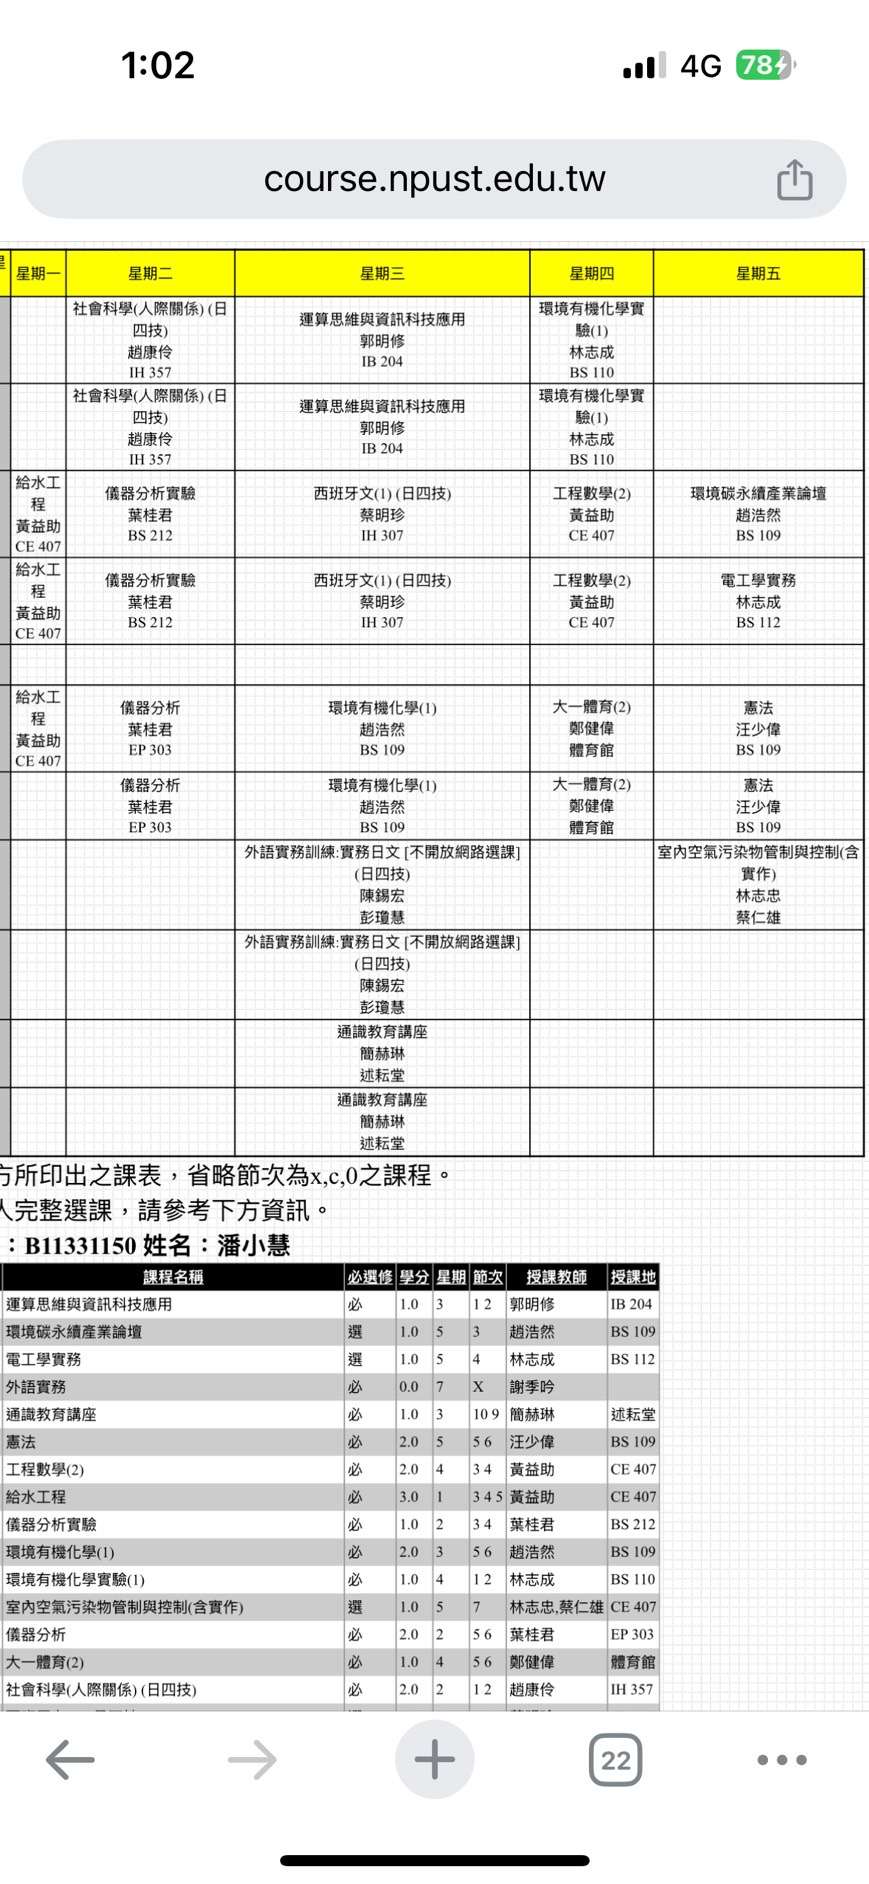 1:02
4G 78
course.npust.edu.tw
星期一 星期二 星期三 星期四 星期五
社會科學(人際關係) (日四技) 趙康伶 IH 357
運算思維與資訊科技應用 郭明修 IB 204
環境有機化學實驗(1) 林志成 BS 110
社會科學(人際關係) (日四技) 趙康伶 IH 357
運算思維與資訊科技應用 郭明修 IB 204
環境有機化學實驗(1) 林志成 BS 110
給水工程 黃益助 CE 407
儀器分析實驗 葉桂君 BS 212
西班牙文(1) (日四技) 蔡明珍 IH 307
工程數學(2) 黃益助 CE 407
環境碳永續產業論壇 趙浩然 BS 109
給水工程 黃益助 CE 407
儀器分析實驗 葉桂君 BS 212
西班牙文(1) (日四技) 蔡明珍 IH 307
工程數學(2) 黃益助 CE 407
電工學實務 林志成 BS 112
給水工程 黃益助 CE 407
儀器分析 葉桂君 EP 303
環境有機化學(1) 趙浩然 BS 109
大一體育(2) 鄭健偉 體育館
憲法 汪少偉 BS 109
儀器分析 葉桂君 EP 303
環境有機化學(1) 趙浩然 BS 109
大一體育(2) 鄭健偉 體育館
憲法 汪少偉 BS 109
外語實務訓練:實務日文 [不開放網路選課] (日四技) 陳錫宏 彭瓊慧
室內空氣污染物管制與控制(含實作) 林志忠 蔡仁雄
外語實務訓練:實務日文 [不開放網路選課] (日四技) 陳錫宏 彭瓊慧
通識教育講座 簡赫琳 述耘堂
通識教育講座 簡赫琳 述耘堂
方所印出之課表，省略節次為x,c,0之課程。
人完整選課，請參考下方資訊。
：B11331150 姓名：潘小慧
課程名稱 必選修 學分 星期 節次 授課教師 授課地
運算思維與資訊科技應用 必 1.0 3 1 2 郭明修 IB 204
環境碳永續產業論壇 選 1.0 5 3 趙浩然 BS 109
電工學實務 選 1.0 5 4 林志成 BS 112
外語實務 必 0.0 7 X 謝季吟
通識教育講座 必 1.0 3 10 9 簡赫琳 述耘堂
憲法 必 2.0 5 5 6 汪少偉 BS 109
工程數學(2) 必 2.0 4 3 4 黃益助 CE 407
給水工程 必 3.0 1 3 4 5 黃益助 CE 407
儀器分析實驗 必 1.0 2 3 4 葉桂君 BS 212
環境有機化學(1) 必 2.0 3 5 6 趙浩然 BS 109
環境有機化學實驗(1) 必 1.0 4 1 2 林志成 BS 110
室內空氣污染物管制與控制(含實作) 選 1.0 5 7 林志忠,蔡仁雄 CE 407
儀器分析 必 2.0 2 5 6 葉桂君 EP 303
大一體育(2) 必 1.0 4 5 6 鄭健偉 體育館
社會科學(人際關係) (日四技) 必 2.0 2 1 2 趙康伶 IH 357
22